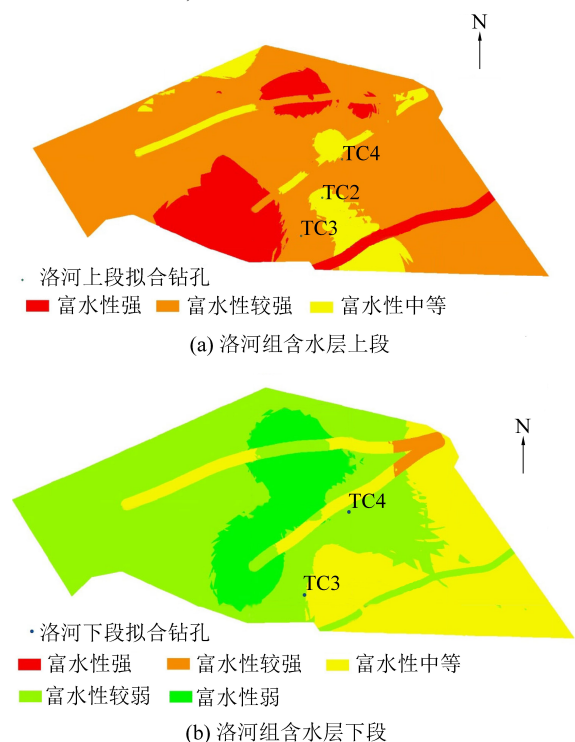 N
TC4
TC2
TC3
洛河上段拟合钻孔
富水性强 富水性较强 富水性中等
(a) 洛河组含水层上段
N
TC4
TC3
洛河下段拟合钻孔
富水性强 富水性较强 富水性中等
富水性较弱 富水性弱
(b) 洛河组含水层下段